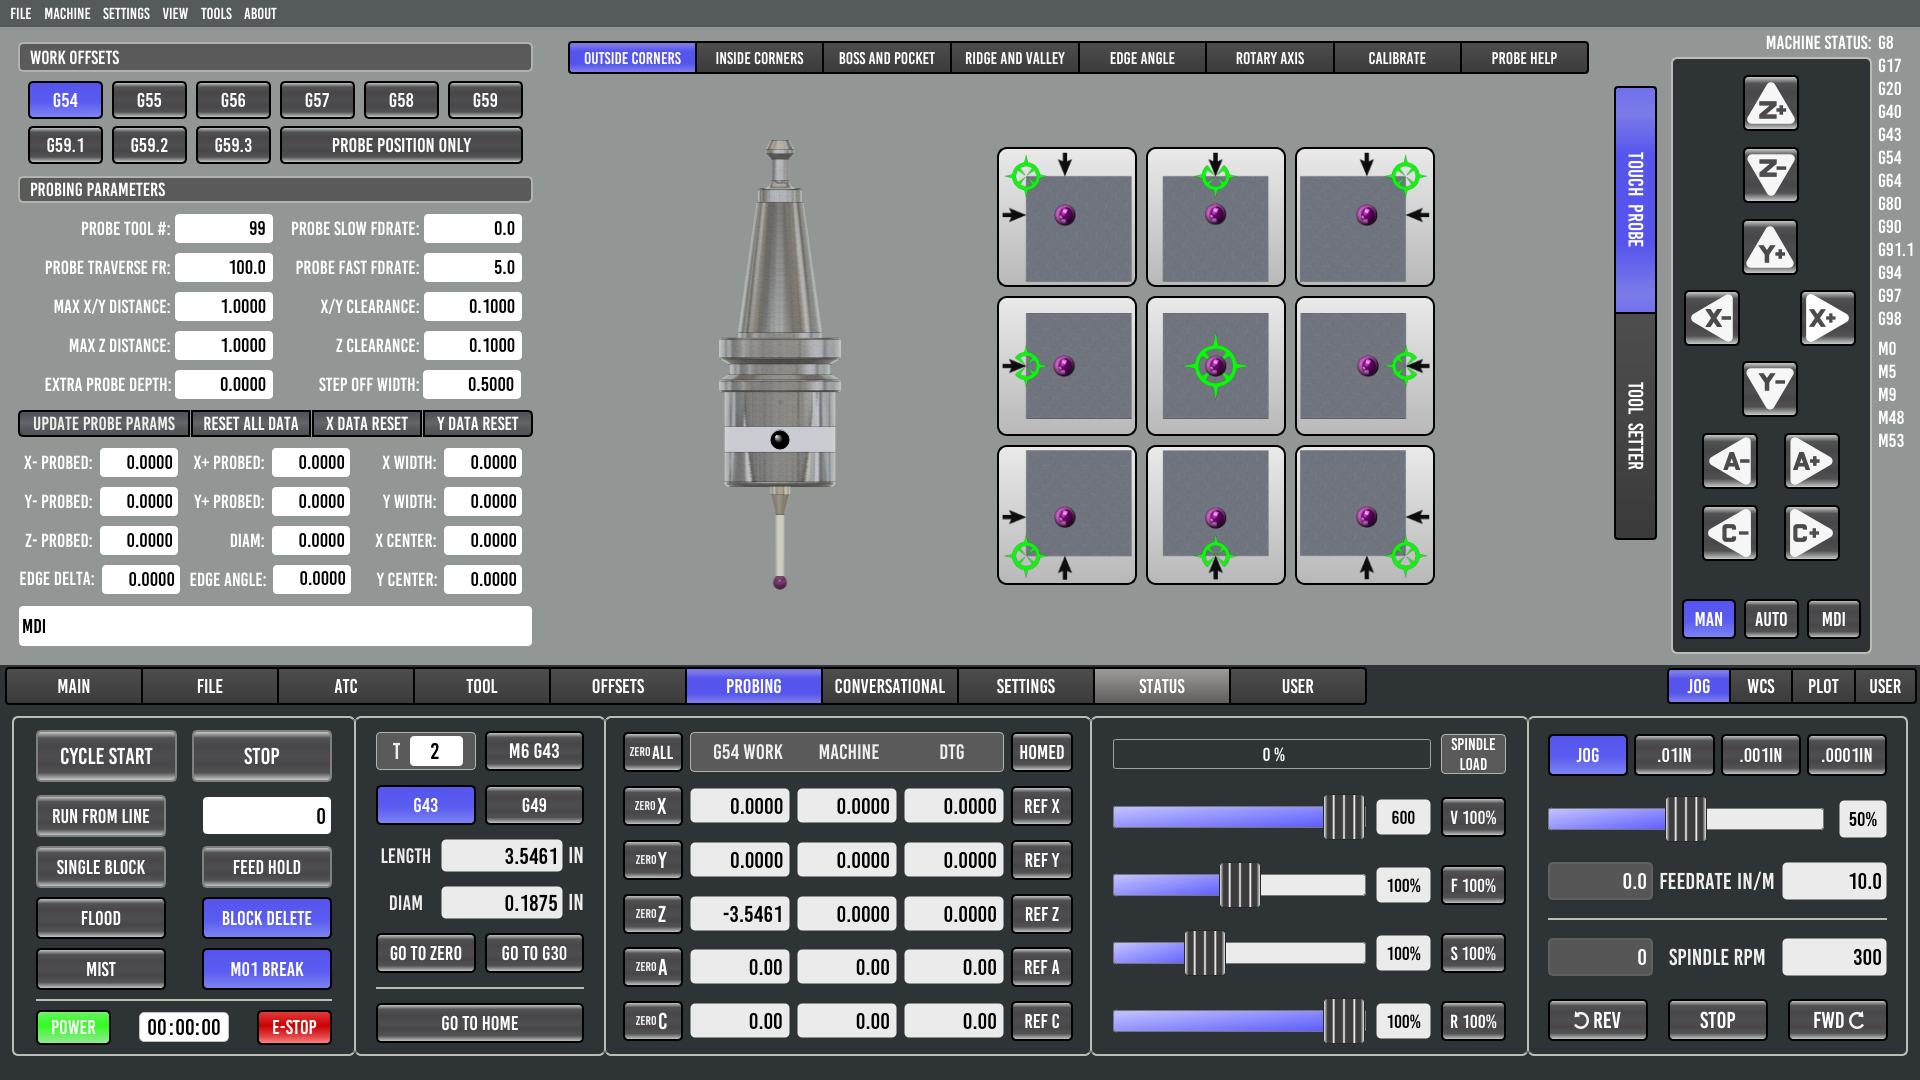 FILE MACHINE SETTINGS VIEW TOOLS ABOUT
WORK OFFSETS
G54 G55 G56 G57 G58 G59
G59.1 G59.2 G59.3 PROBE POSITION ONLY
PROBING PARAMETERS
PROBE TOOL #: 99 PROBE SLOW FDRATE: 0.0
PROBE TRAVERSE FR: 100.0 PROBE FAST FDRATE: 5.0
MAX X/Y DISTANCE: 1.0000 X/Y CLEARANCE: 0.1000
MAX Z DISTANCE: 1.0000 Z CLEARANCE: 0.1000
EXTRA PROBE DEPTH: 0.0000 STEP OFF WIDTH: 0.5000
UPDATE PROBE PARAMS RESET ALL DATA X DATA RESET Y DATA RESET
X- PROBED: 0.0000 X+ PROBED: 0.0000 X WIDTH: 0.0000
Y- PROBED: 0.0000 Y+ PROBED: 0.0000 Y WIDTH: 0.0000
Z- PROBED: 0.0000 DIAM: 0.0000 X CENTER: 0.0000
EDGE DELTA: 0.0000 EDGE ANGLE: 0.0000 Y CENTER: 0.0000
MDI
OUTSIDE CORNERS INSIDE CORNERS BOSS AND POCKET RIDGE AND VALLEY EDGE ANGLE ROTARY AXIS CALIBRATE PROBE HELP
TOUCH PROBE
TOOL SETTER
MACHINE STATUS: G8
G17
G20
G40
G43
G54
G64
G80
G90
G91.1
G94
G97
G98
M0
M5
M9
M48
M53
Z+
Z-
Y+
X- X+
Y-
A- A+
C- C+
MAN AUTO MDI
MAIN FILE ATC TOOL OFFSETS PROBING CONVERSATIONAL SETTINGS STATUS USER
JOG WCS PLOT USER
CYCLE START STOP
RUN FROM LINE 0
SINGLE BLOCK FEED HOLD
FLOOD BLOCK DELETE
MIST M01 BREAK
POWER 00:00:00 E-STOP
T 2 M6 G43
G43 G49
LENGTH 3.5461 IN
DIAM 0.1875 IN
GO TO ZERO GO TO G30
GO TO HOME
ZERO ALL G54 WORK MACHINE DTG HOMED
ZERO X 0.0000 0.0000 0.0000 REF X
ZERO Y 0.0000 0.0000 0.0000 REF Y
ZERO Z -3.5461 0.0000 0.0000 REF Z
ZERO A 0.00 0.00 0.00 REF A
ZERO C 0.00 0.00 0.00 REF C
0 % SPINDLE
LOAD
600 V 100%
100% F 100%
100% S 100%
100% R 100%
JOG .01IN .001IN .0001IN
50%
0.0 FEEDRATE IN/M 10.0
0 SPINDLE RPM 300
REV STOP FWD